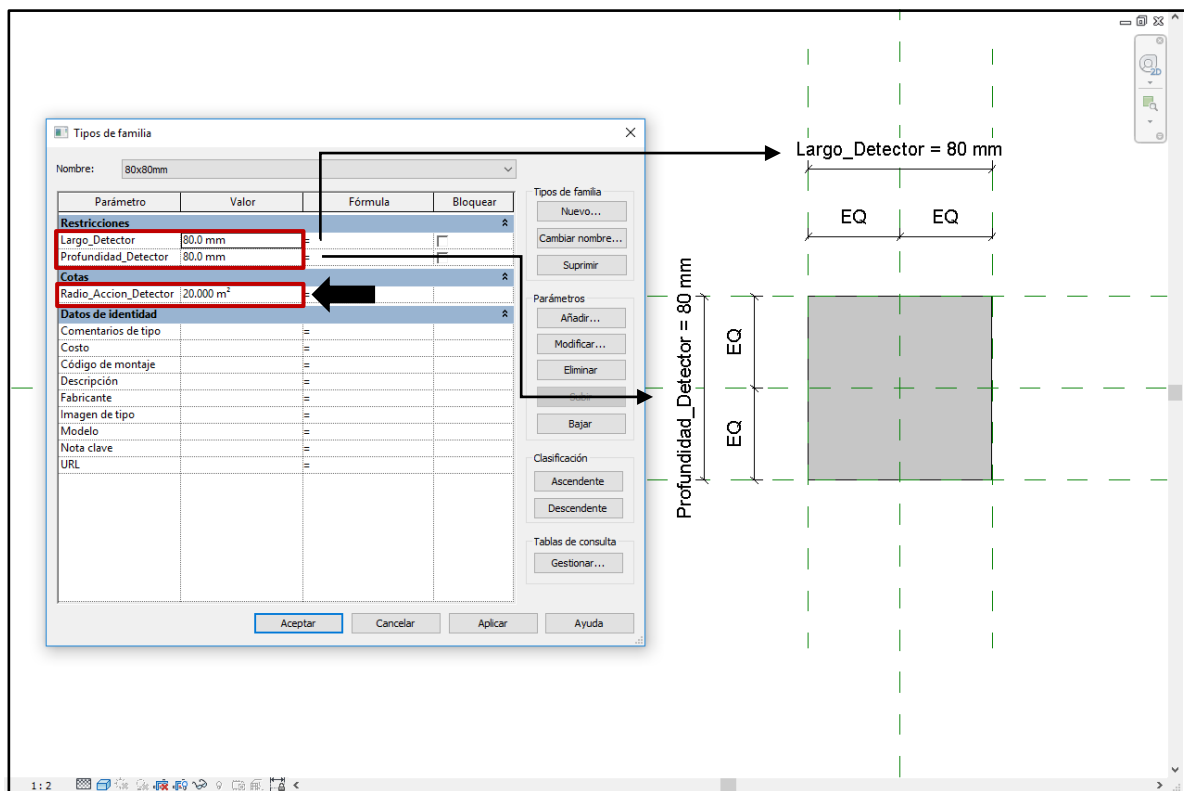 2D
Tipos de familia
Nombre: 80x80mm
Parámetro Valor Fórmula Bloquear
Restricciones
Largo_Detector 80.0 mm =
Profundidad_Detector 80.0 mm =
Cotas
Radio_Accion_Detector 20.000 m² =
Datos de identidad
Comentarios de tipo =
Costo =
Código de montaje =
Descripción =
Fabricante =
Imagen de tipo =
Modelo =
Nota clave =
URL =
Tipos de familia
Nuevo...
Cambiar nombre...
Suprimir
Parámetros
Añadir...
Modificar...
Eliminar
Subir
Bajar
Clasificación
Ascendente
Descendente
Tablas de consulta
Gestionar...
Aceptar Cancelar Aplicar Ayuda
Largo_Detector = 80 mm
EQ EQ
Profundidad_Detector = 80 mm
EQ
EQ
1:2